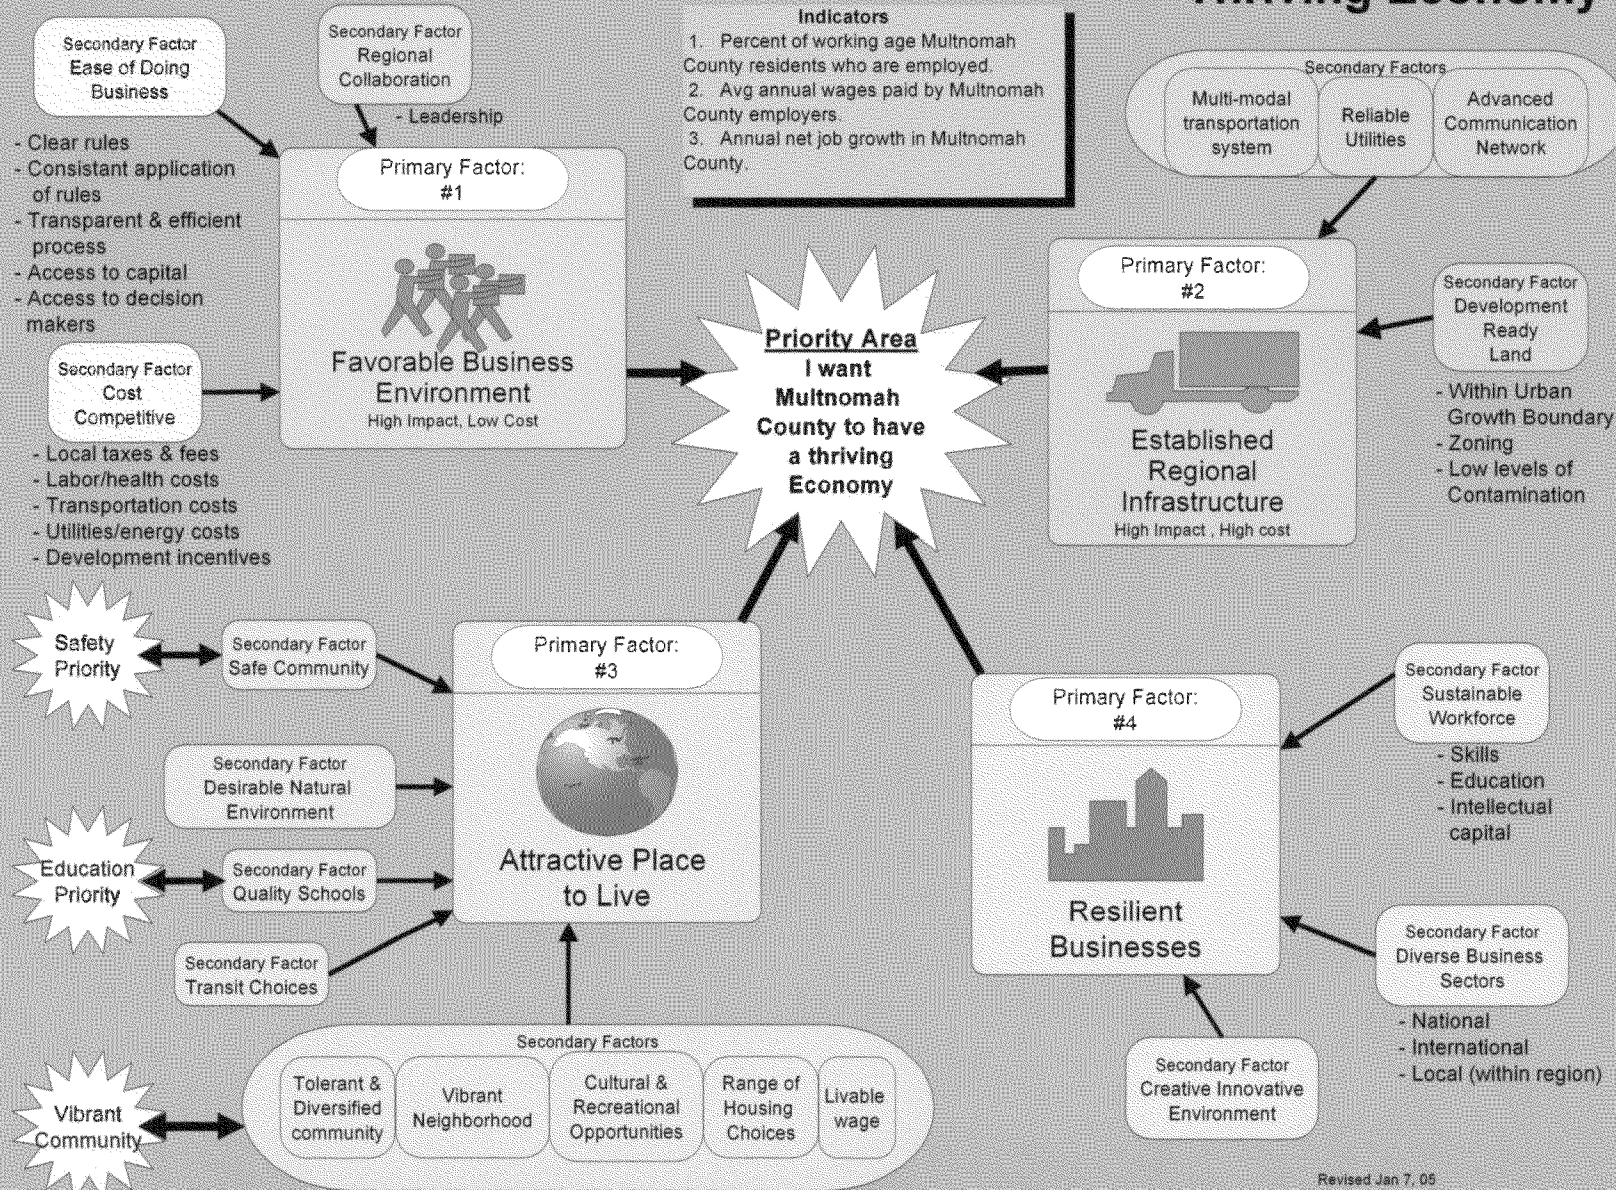 Thriving Economy
Secondary Factor
Ease of Doing
Business
- Clear rules
- Consistant application
of rules
- Transparent & efficient
process
- Access to capital
- Access to decision
makers
Secondary Factor
Regional
Collaboration
- Leadership
Indicators
1. Percent of working age Multnomah
County residents who are employed.
2. Avg annual wages paid by Multnomah
County employers.
3. Annual net job growth in Multnomah
County.
Secondary Factors
Multi-modal
transportation
system
Reliable
Utilities
Advanced
Communication
Network
Primary Factor:
#1
Favorable Business
Environment
High Impact, Low Cost
Secondary Factor
Cost
Competitive
- Local taxes & fees
- Labor/health costs
- Transportation costs
- Utilities/energy costs
- Development incentives
Priority Area
I want
Multnomah
County to have
a thriving
Economy
Primary Factor:
#2
Established
Regional
Infrastructure
High Impact , High cost
Secondary Factor
Development
Ready
Land
- Within Urban
Growth Boundary
- Zoning
- Low levels of
Contamination
Safety
Priority
Secondary Factor
Safe Community
Secondary Factor
Desirable Natural
Environment
Education
Priority
Secondary Factor
Quality Schools
Secondary Factor
Transit Choices
Primary Factor:
#3
Attractive Place
to Live
Primary Factor:
#4
Resilient
Businesses
Secondary Factor
Sustainable
Workforce
- Skills
- Education
- Intellectual
capital
Secondary Factor
Diverse Business
Sectors
- National
- International
- Local (within region)
Secondary Factor
Creative Innovative
Environment
Vibrant
Community
Secondary Factors
Tolerant &
Diversified
community
Vibrant
Neighborhood
Cultural &
Recreational
Opportunities
Range of
Housing
Choices
Livable
wage
Revised Jan 7, 05